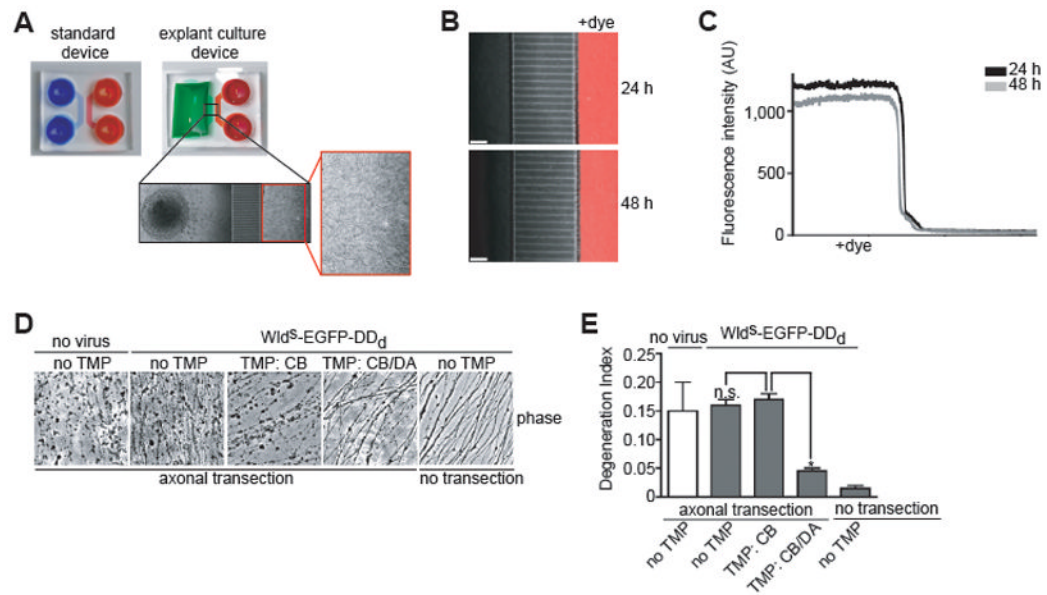 A
standard device
explant culture device
B
+dye
24 h
48 h
C
Fluorescence intensity (AU)
1,000
500
0
24 h
48 h
+dye
D
no virus
Wldˢ-EGFP-DDd
no TMP
no TMP
TMP: CB
TMP: CB/DA
no TMP
phase
axonal transection
no transection
E
no virus
Wldˢ-EGFP-DDd
Degeneration Index
0.25
0.20
0.15
0.10
0.05
0
n.s.
*
axonal transection
no transection
no TMP
no TMP
TMP: CB
TMP: CB/DA
no TMP